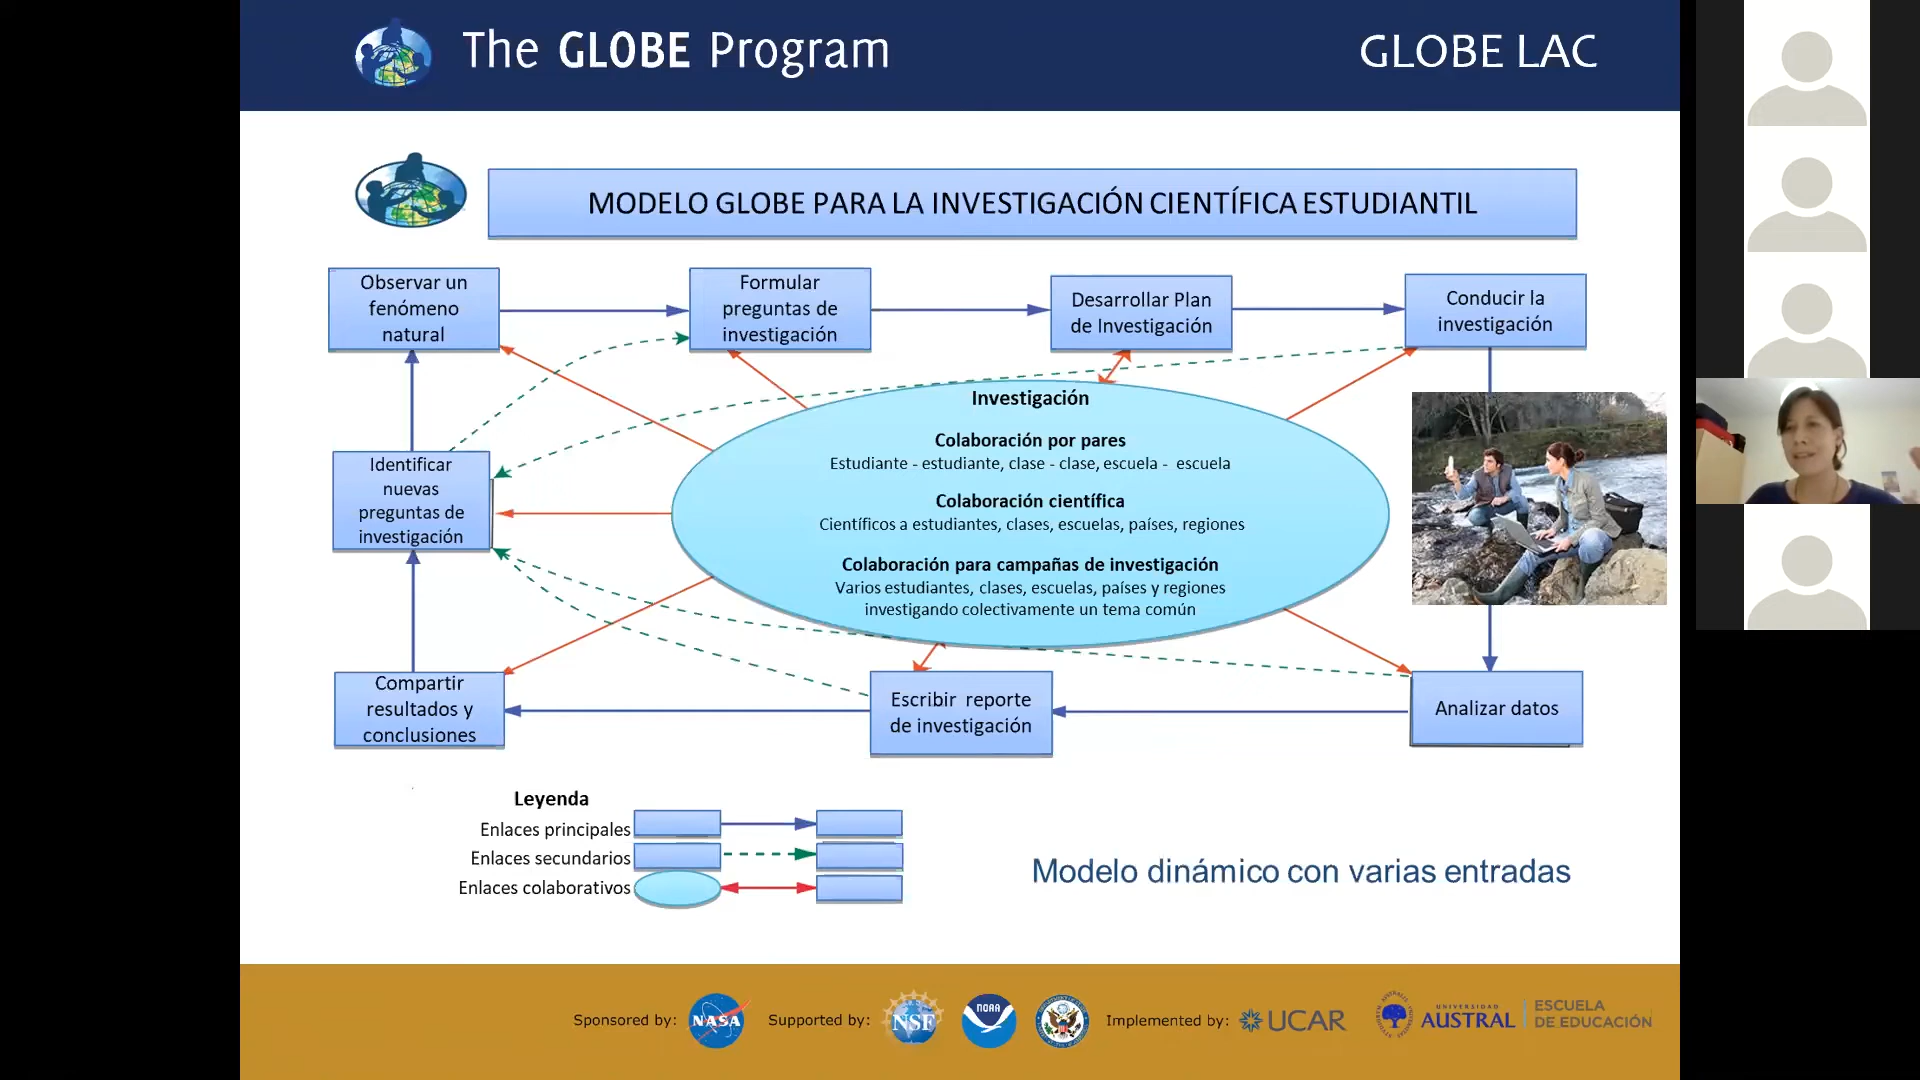 The GLOBE Program
GLOBE LAC
MODELO GLOBE PARA LA INVESTIGACIÓN CIENTÍFICA ESTUDIANTIL
Observar un
fenómeno
natural
Formular
preguntas de
investigación
Desarrollar Plan
de Investigación
Conducir la
investigación
Investigación
Colaboración por pares
Estudiante - estudiante, clase - clase, escuela - escuela
Colaboración científica
Científicos a estudiantes, clases, escuelas, países, regiones
Colaboración para campañas de investigación
Varios estudiantes, clases, escuelas, países y regiones
investigando colectivamente un tema común
Identificar
nuevas
preguntas de
investigación
Compartir
resultados y
conclusiones
Escribir reporte
de investigación
Analizar datos
Leyenda
Enlaces principales
Enlaces secundarios
Enlaces colaborativos
Modelo dinámico con varias entradas
Sponsored by:
NASA
Supported by:
NSF
NOAA
Implemented by:
UCAR
UNIVERSIDAD
AUSTRAL
ESCUELA
DE EDUCACIÓN